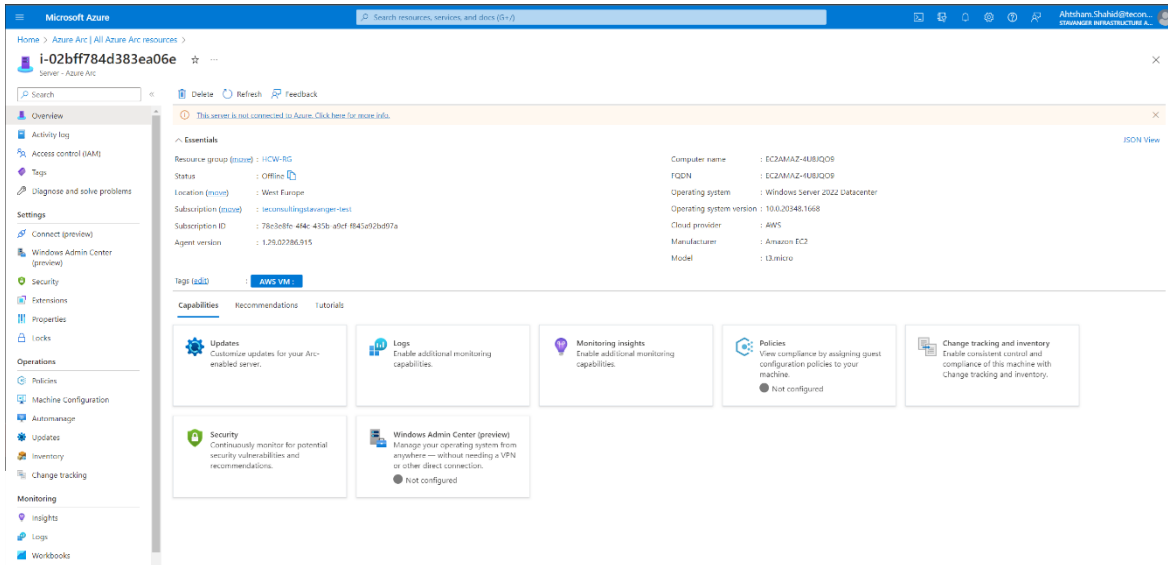 Microsoft Azure
Search resources, services, and docs (G+/)
Ahtsham.Shahid@tecon...
STAVANGER INFRASTRUCTURE A...
Home > Azure Arc | All Azure Arc resources >
i-02bff784d383ea06e
Server - Azure Arc
Search
Delete Refresh Feedback
Overview
This server is not connected to Azure. Click here for more info.
Activity log
Access control (IAM)
Tags
Diagnose and solve problems
Settings
Connect (preview)
Windows Admin Center (preview)
Security
Extensions
Properties
Locks
Operations
Policies
Machine Configuration
Automanage
Updates
Inventory
Change tracking
Monitoring
Insights
Logs
Workbooks
Essentials
JSON View
Resource group (move) : HCW-RG
Status : Offline
Location (move) : West Europe
Subscription (move) : teconsultingstavanger-test
Subscription ID : 78e3e8fe-4f4c-435b-a9cf-f845a92bd97a
Agent version : 1.29.02286.915
Computer name : EC2AMAZ-4U8JQO9
FQDN : EC2AMAZ-4U8JQO9
Operating system : Windows Server 2022 Datacenter
Operating system version : 10.0.20348.1668
Cloud provider : AWS
Manufacturer : Amazon EC2
Model : t3.micro
Tags (edit) : AWS VM :
Capabilities Recommendations Tutorials
Updates
Customize updates for your Arc-
enabled server.
Logs
Enable additional monitoring
capabilities.
Monitoring insights
Enable additional monitoring
capabilities.
Policies
View compliance by assigning guest
configuration policies to your
machine.
Not configured
Change tracking and inventory
Enable consistent control and
compliance of this machine with
Change tracking and inventory.
Security
Continuously monitor for potential
security vulnerabilities and
recommendations.
Windows Admin Center (preview)
Manage your operating system from
anywhere — without needing a VPN
or other direct connection.
Not configured